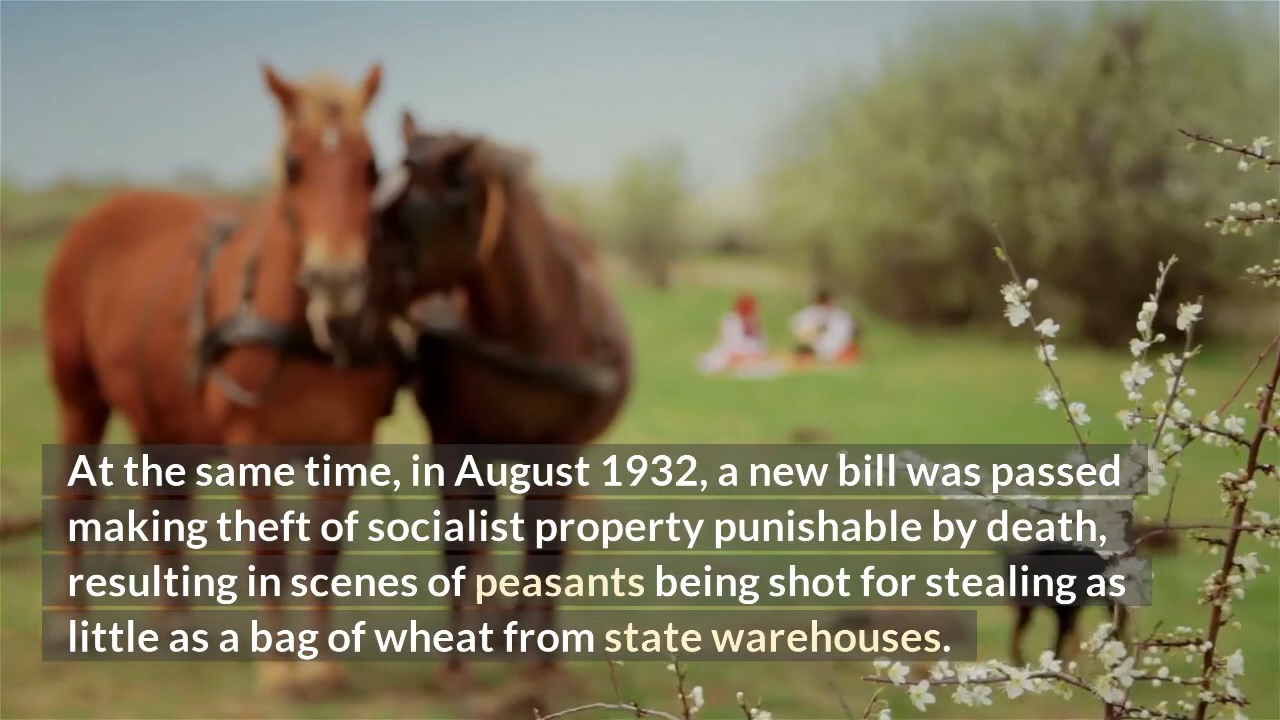 At the same time, in August 1932, a new bill was passed
making theft of socialist property punishable by death,
resulting in scenes of peasants being shot for stealing as
little as a bag of wheat from state warehouses.